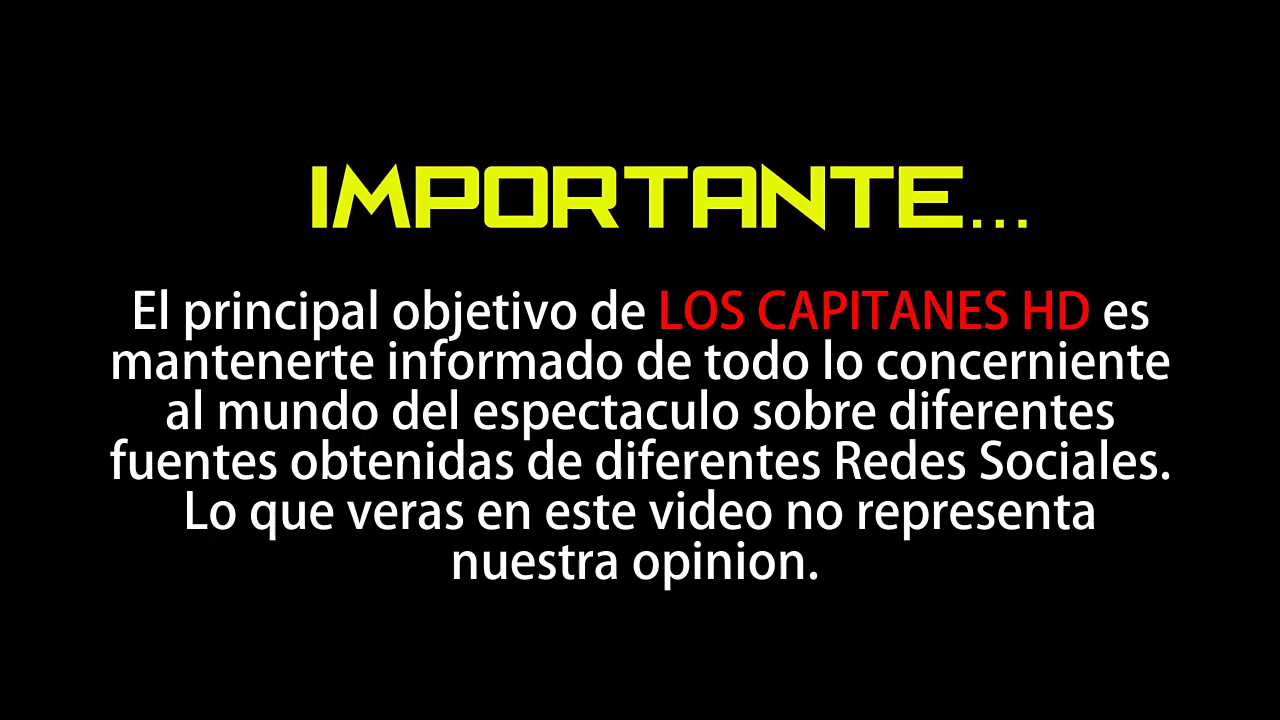 IMPORTANTE...
El principal objetivo de LOS CAPITANES HD es
mantenerte informado de todo lo concerniente
al mundo del espectaculo sobre diferentes
fuentes obtenidas de diferentes Redes Sociales.
Lo que veras en este video no representa
nuestra opinion.